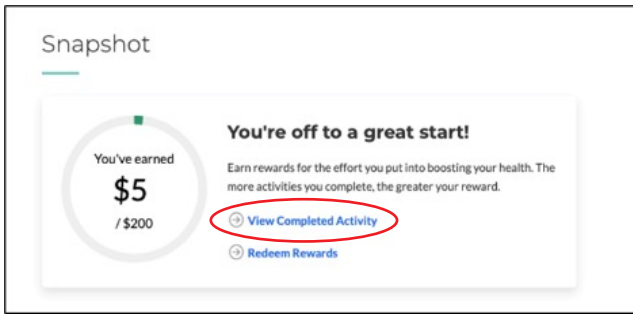 Snapshot
You've earned
$5
/ $200
You're off to a great start!
Earn rewards for the effort you put into boosting your health. The
more activities you complete, the greater your reward.
View Completed Activity
Redeem Rewards